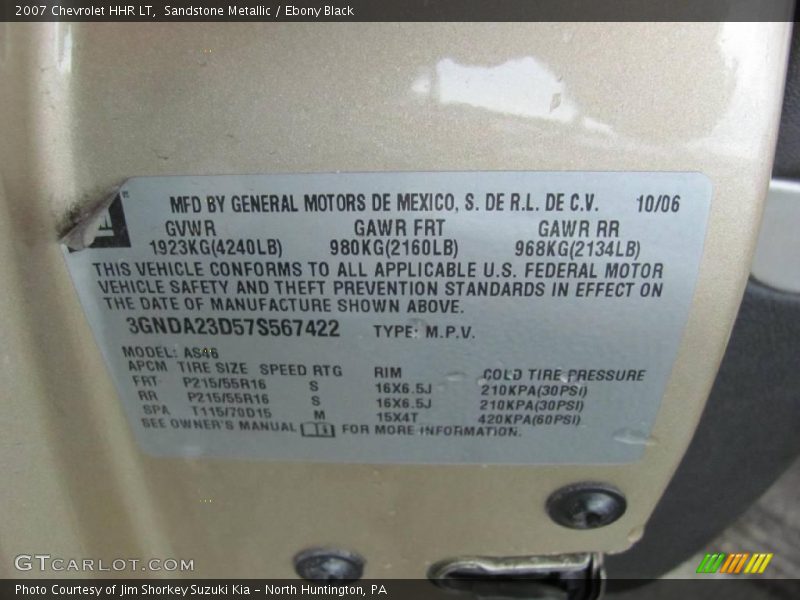 2007 Chevrolet HHR LT,  Sandstone Metallic / Ebony Black
MFD BY GENERAL MOTORS DE MEXICO, S. DE R.L. DE C.V. 10/06
GVWR GAWR FRT GAWR RR
1923KG(4240LB) 980KG(2160LB) 968KG(2134LB)
THIS VEHICLE CONFORMS TO ALL APPLICABLE U.S. FEDERAL MOTOR
VEHICLE SAFETY AND THEFT PREVENTION STANDARDS IN EFFECT ON
THE DATE OF MANUFACTURE SHOWN ABOVE.
3GNDA23D57S567422 TYPE: M.P.V.
MODEL: AS46
APCM TIRE SIZE SPEED RTG RIM COLD TIRE PRESSURE
FRT P215/55R16 S 16X6.5J 210KPA(30PSI)
RR P215/55R16 S 16X6.5J 210KPA(30PSI)
SPA T115/70D15 M 15X4T 420KPA(60PSI)
SEE OWNER'S MANUAL FOR MORE INFORMATION.
GTCarlot.com
Photo Courtesy of Jim Shorkey Suzuki Kia - North Huntington, PA